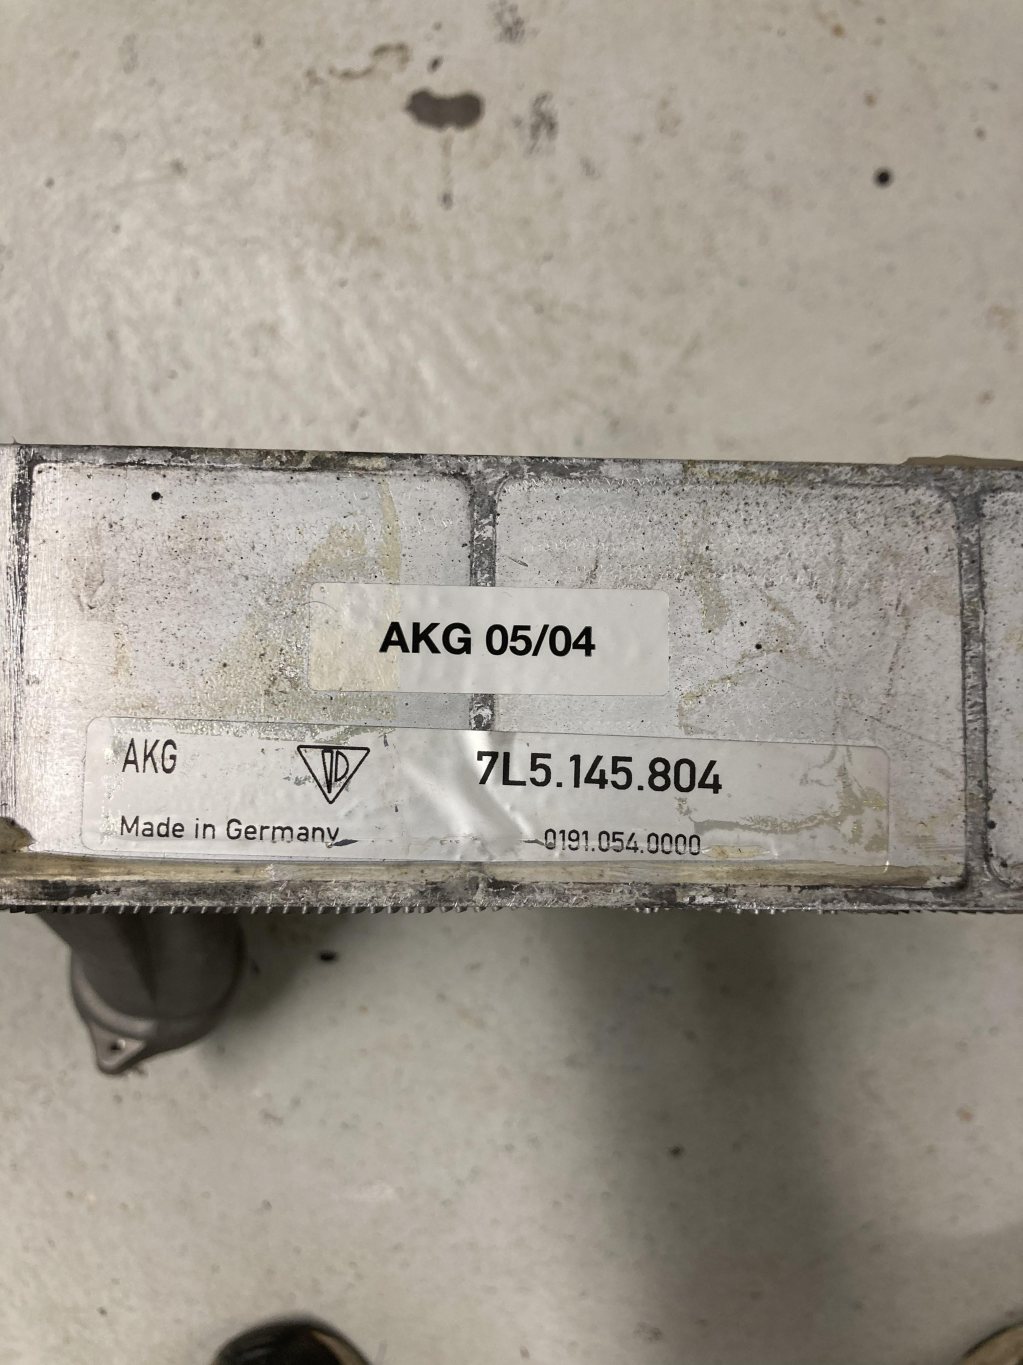 AKG 05/04
AKG 7L5.145.804
Made in Germany 0191.054.0000